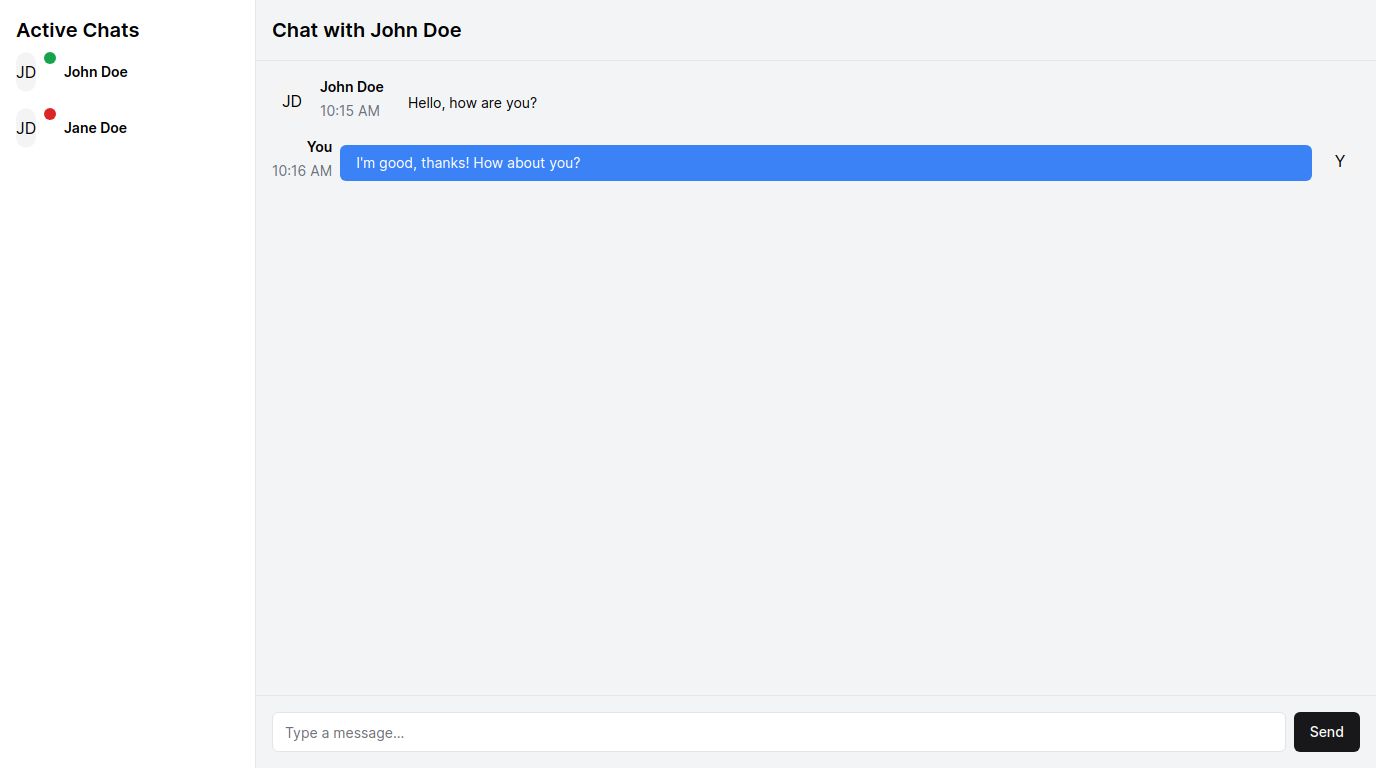 Active Chats
JD
John Doe
JD
Jane Doe
Chat with John Doe
JD
John Doe
10:15 AM
Hello, how are you?
You
10:16 AM
I'm good, thanks! How about you?
Y
Type a message...
Send